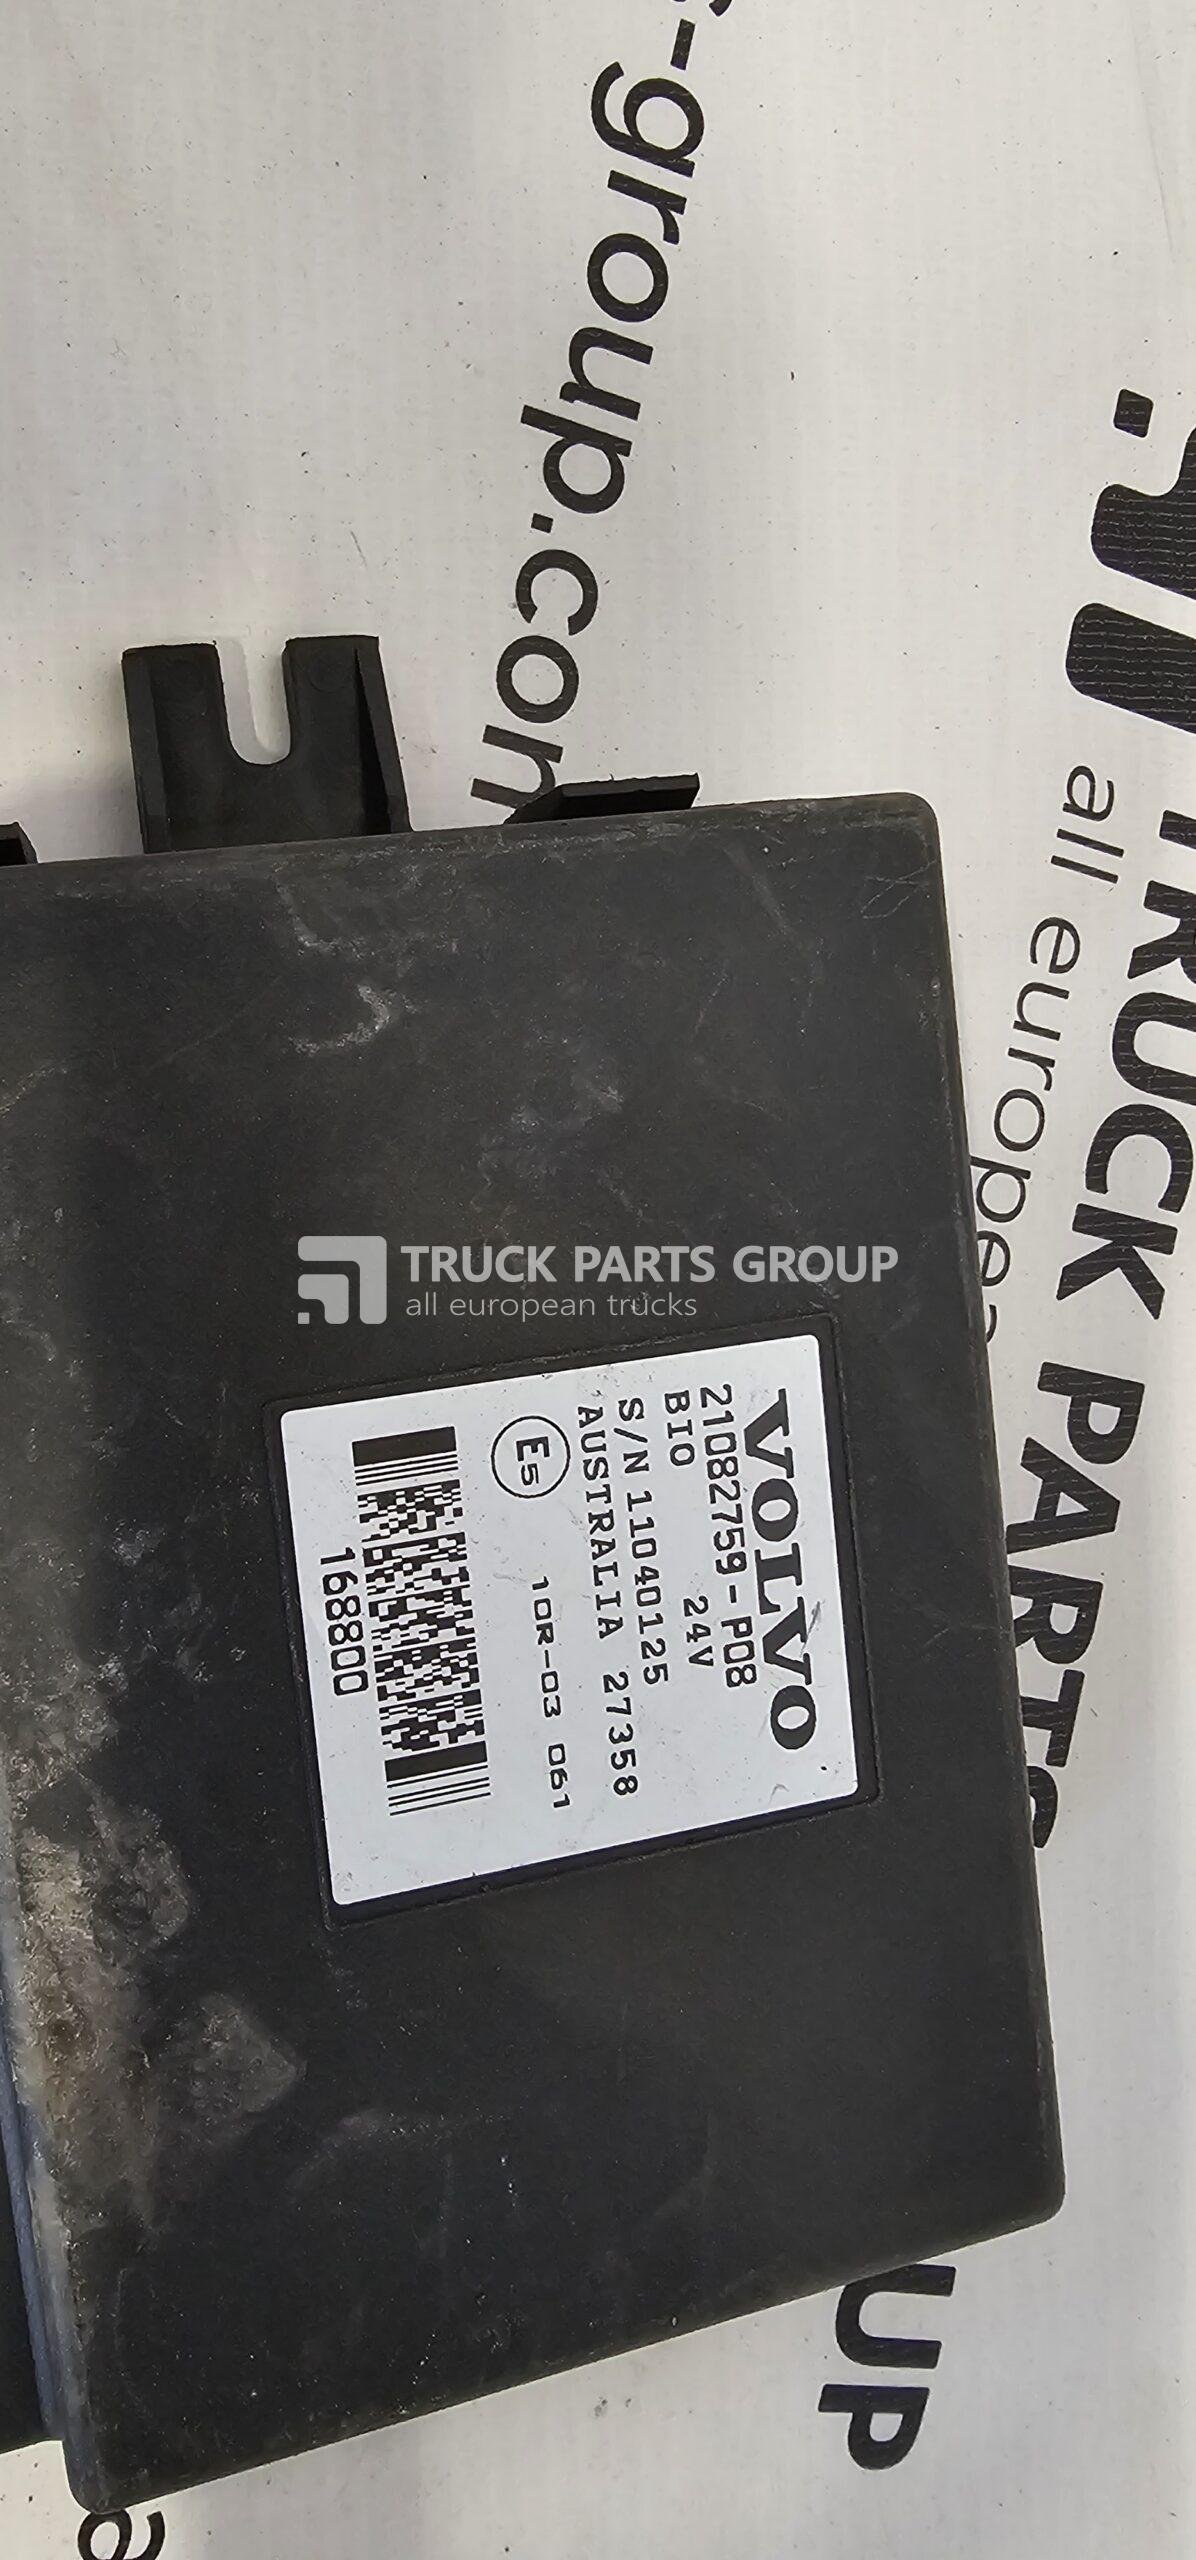 s-group.com
TRUCK PARTS
all europea
UP
TRUCK PARTS GROUP
all european trucks
VOLVO
21082759-P08
BIO 24V
S/N 11040125
AUSTRALIA 27358
E5 10R-03 061
168800
a